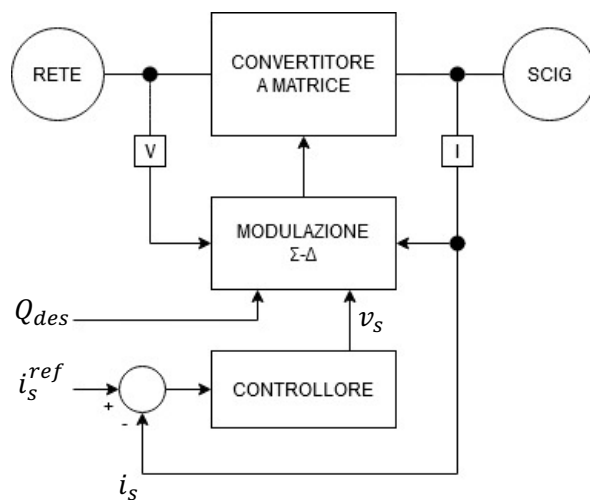 RETE
CONVERTITORE
A MATRICE
SCIG
V
I
MODULAZIONE
Σ-Δ
Q_des
v_s
i_s^ref
+
-
CONTROLLORE
i_s